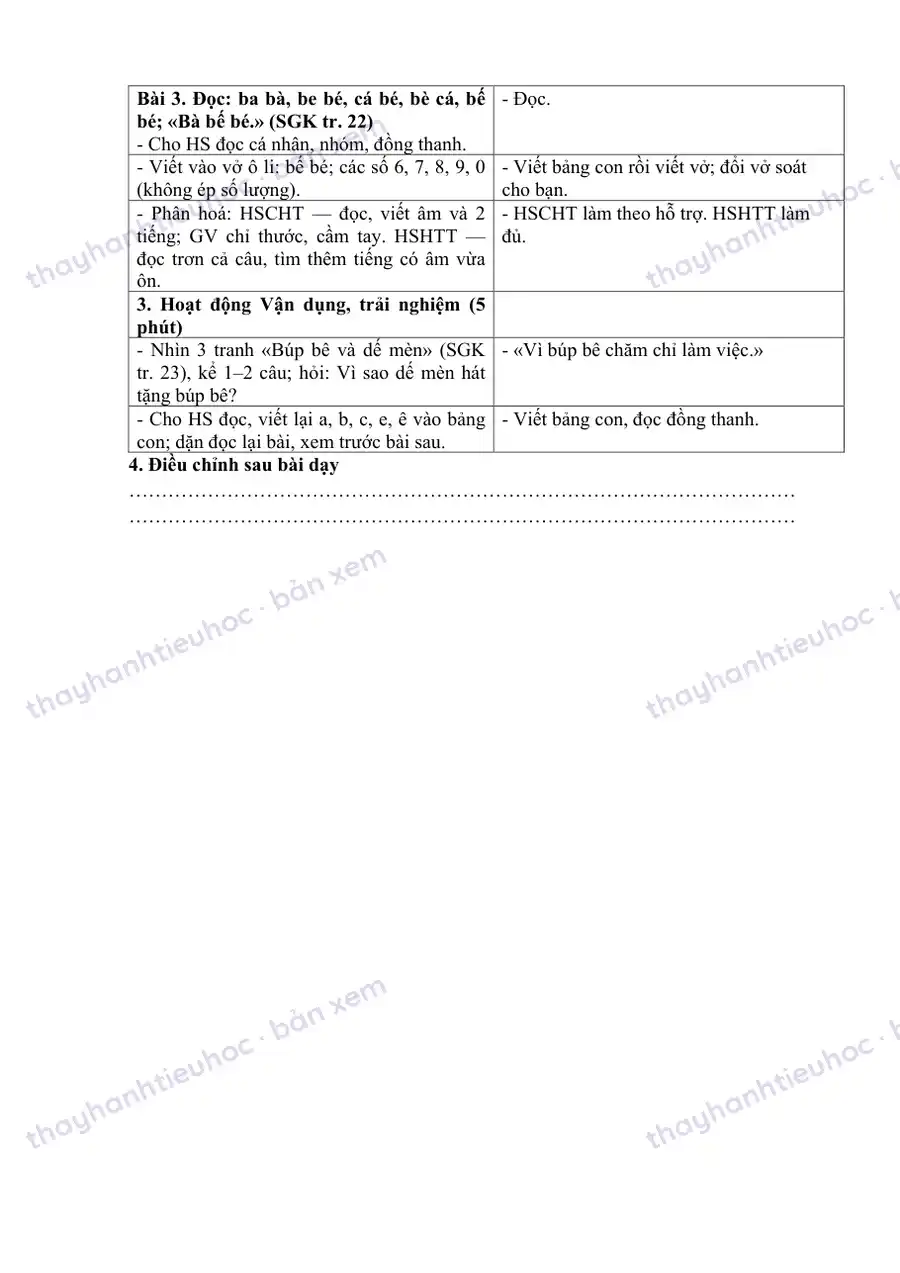 Bài 3. Đọc: ba bà, be bé, cá bé, bè cá, bế
bé; «Bà bế bé.» (SGK tr. 22)
- Cho HS đọc cá nhân, nhóm, đồng thanh.
- Đọc.
- Viết vào vở ô li: bế bé; các số 6, 7, 8, 9, 0
(không ép số lượng).
- Viết bảng con rồi viết vở; đổi vở soát
cho bạn.
- Phân hoá: HSCHT — đọc, viết âm và 2
tiếng; GV chỉ thước, cầm tay. HSHTT —
đọc trơn cả câu, tìm thêm tiếng có âm vừa
ôn.
- HSCHT làm theo hỗ trợ. HSHTT làm
đủ.
3. Hoạt động Vận dụng, trải nghiệm (5
phút)
- Nhìn 3 tranh «Búp bê và dế mèn» (SGK
tr. 23), kể 1–2 câu; hỏi: Vì sao dế mèn hát
tặng búp bê?
- «Vì búp bê chăm chỉ làm việc.»
- Cho HS đọc, viết lại a, b, c, e, ê vào bảng
con; dặn đọc lại bài, xem trước bài sau.
- Viết bảng con, đọc đồng thanh.
4. Điều chỉnh sau bài dạy
…………………………………………………………………………………………
…………………………………………………………………………………………
thayhanhtieuhoc · bản xem
thayhanhtieuhoc · b
thayhanhtieuhoc · bản xem
thayhanhtieuhoc · b
thayhanhtieuhoc · bản xem
thayhanhtieuhoc · b